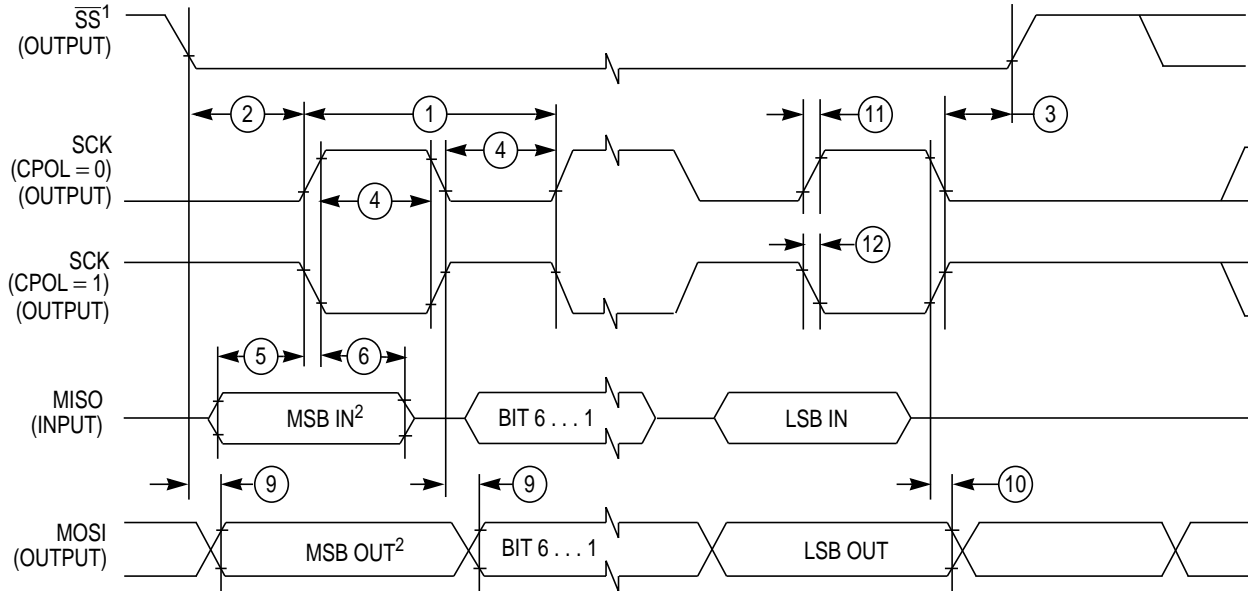 SS¹
(OUTPUT)
2
1
11
3
SCK
(CPOL = 0)
(OUTPUT)
4
4
12
SCK
(CPOL = 1)
(OUTPUT)
5
6
MISO
(INPUT)
MSB IN²
BIT 6 . . . 1
LSB IN
9
9
10
MOSI
(OUTPUT)
MSB OUT²
BIT 6 . . . 1
LSB OUT